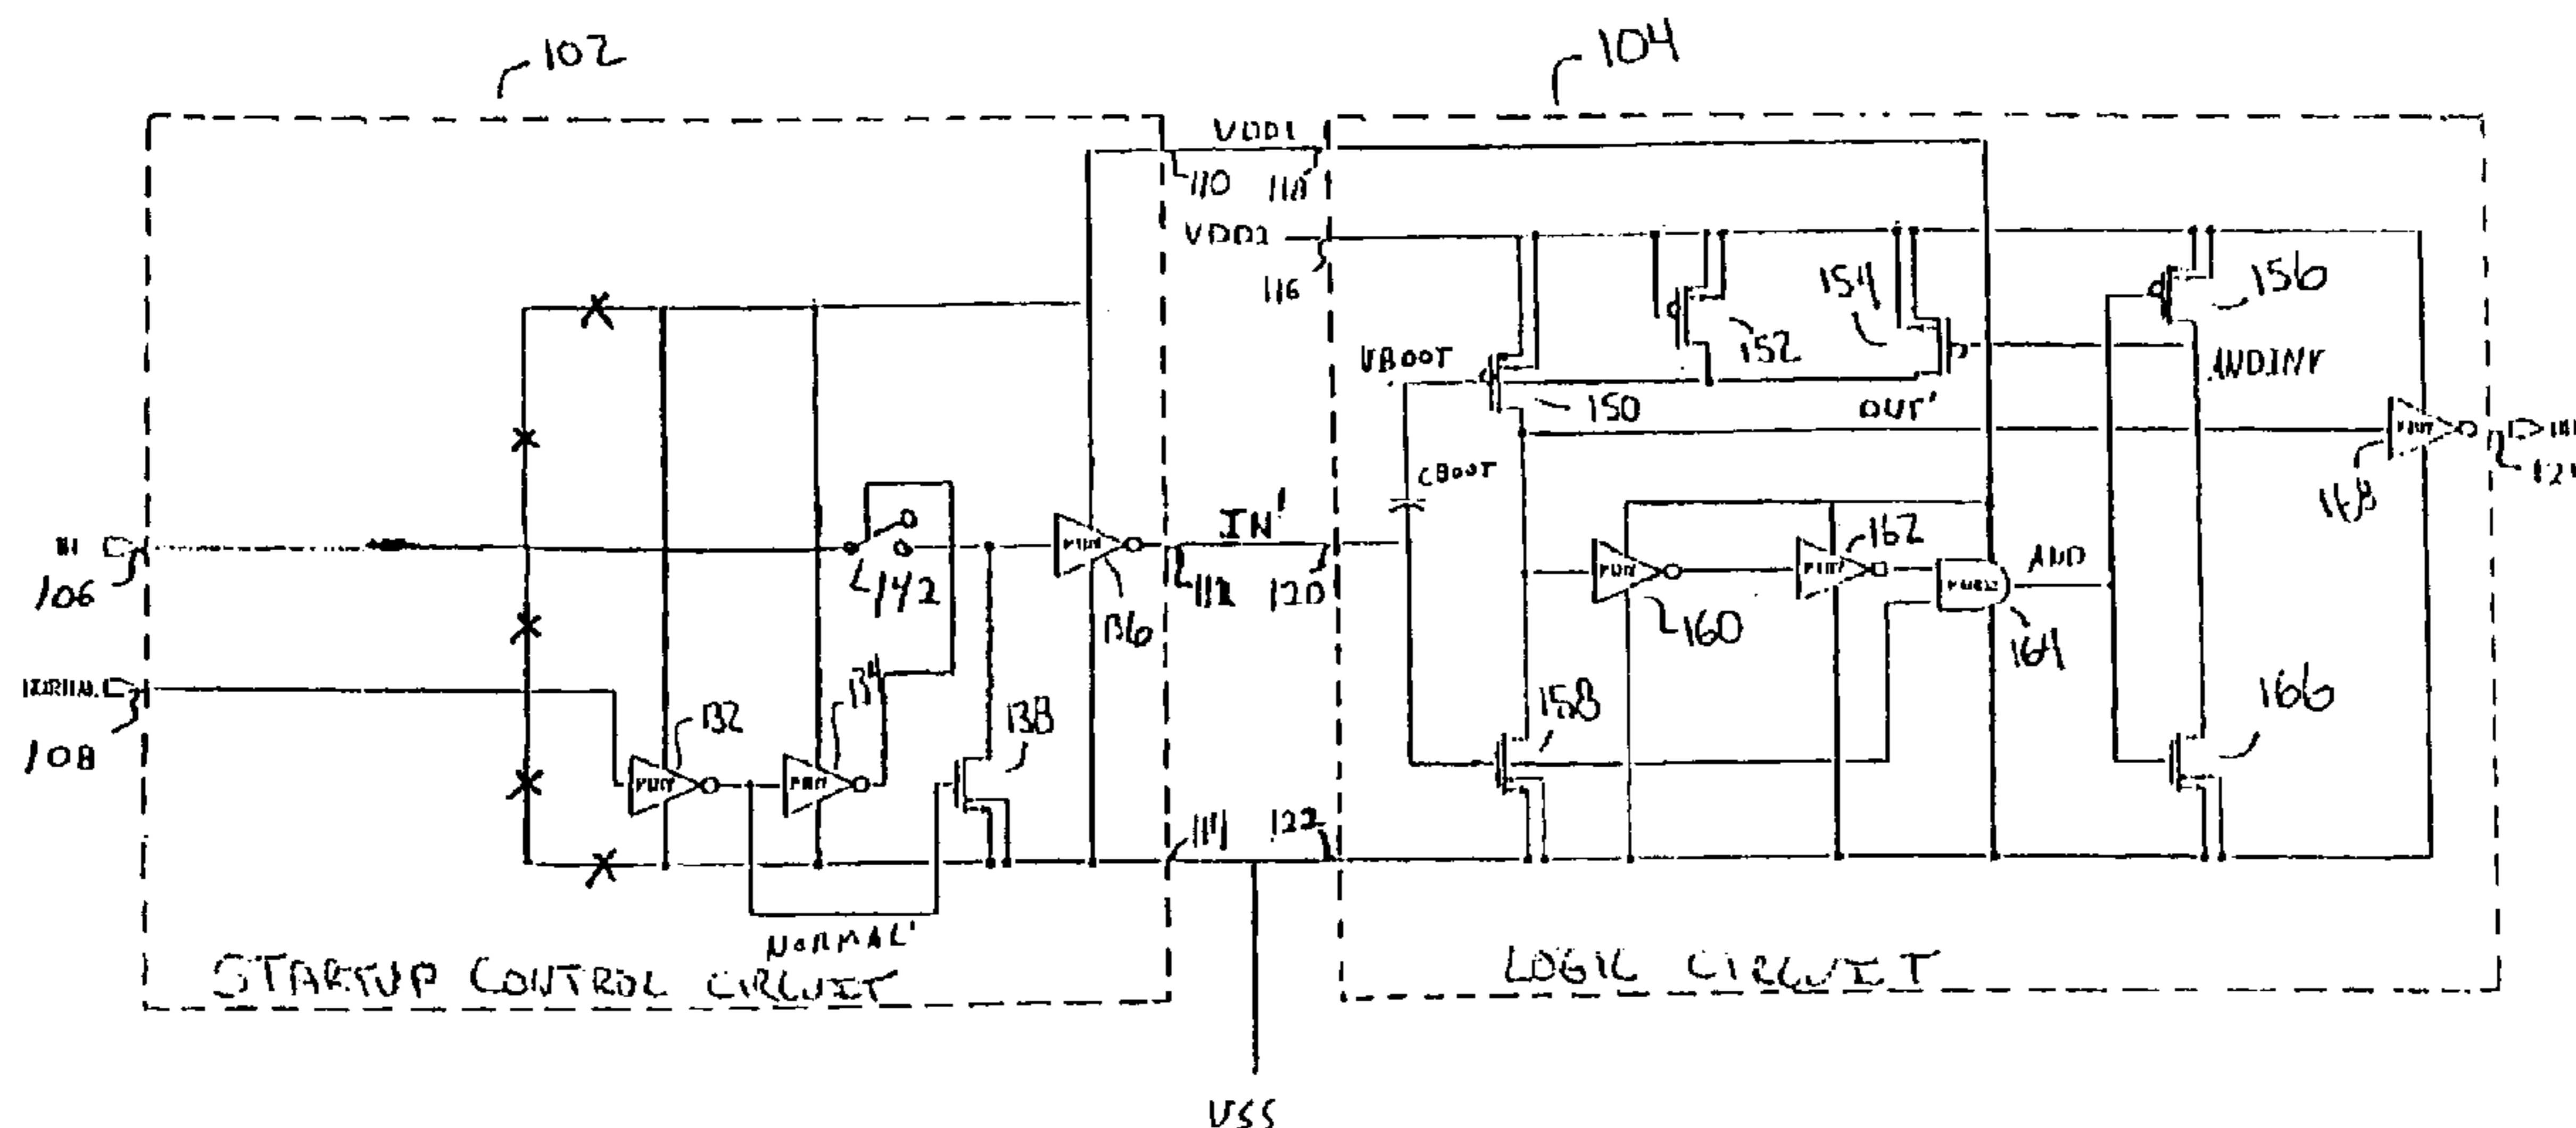 102
104
VDD1
110
118
VDD2
116
154
156
152
VBOOT
ANDINV
150
OUT'
CBOOT
168
IN'
162
AND
106
142
112
120
136
160
164
134
166
132
138
158
108
114
122
NORMAL'
STARTUP CONTROL CIRCUIT
LOGIC CIRCUIT
VSS